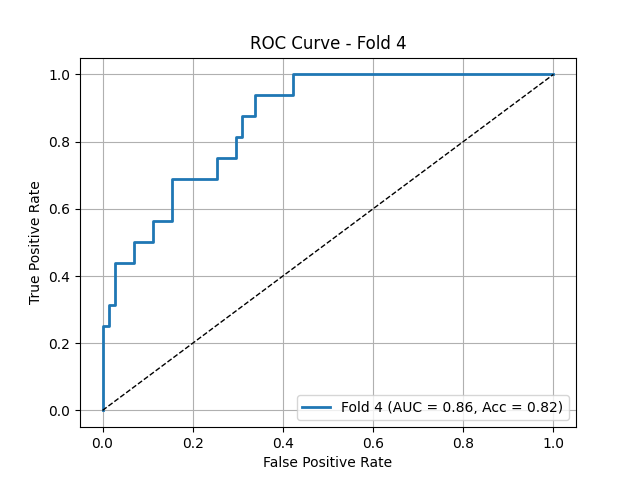 ROC Curve - Fold 4
1.0
0.8
0.6
0.4
0.2
0.0
True Positive Rate
0.0 0.2 0.4 0.6 0.8 1.0
False Positive Rate
Fold 4 (AUC = 0.86, Acc = 0.82)